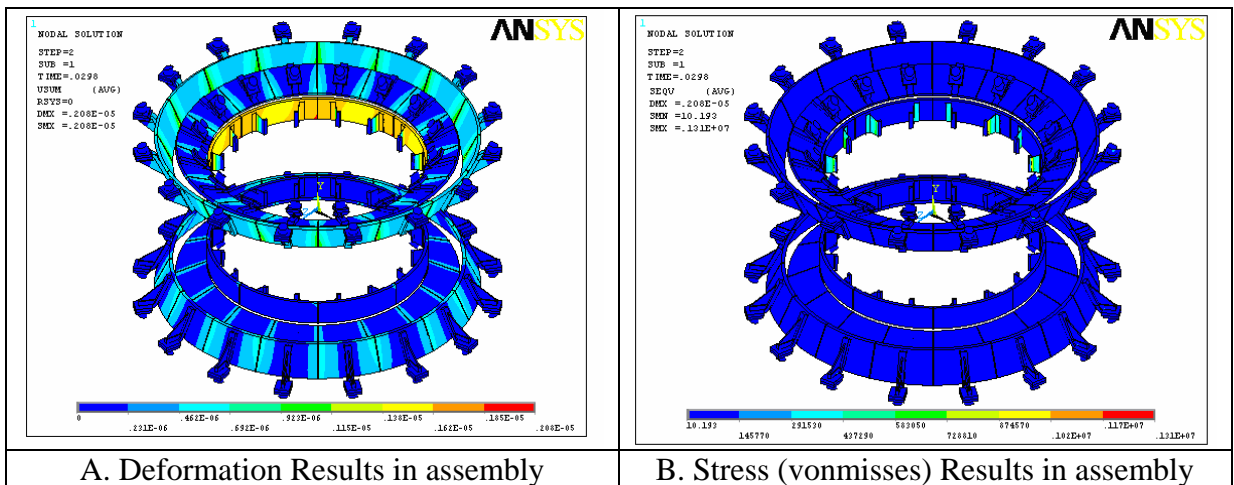 1
NODAL SOLUTION
STEP=2
SUB =1
TIME=.0298
USUM (AVG)
RSYS=0
DMX =.208E-05
SMX =.208E-05
ANSYS
Y
Z
0 .462E-06 .923E-06 .138E-05 .185E-05
.231E-06 .692E-06 .115E-05 .162E-05 .208E-05
A. Deformation Results in assembly
1
NODAL SOLUTION
STEP=2
SUB =1
TIME=.0298
SEQV (AVG)
DMX =.208E-05
SMN =10.193
SMX =.131E+07
ANSYS
Y
Z
10.193 291530 583050 874570 .117E+07
145770 437290 728810 .102E+07 .131E+07
B. Stress (vonmisses) Results in assembly